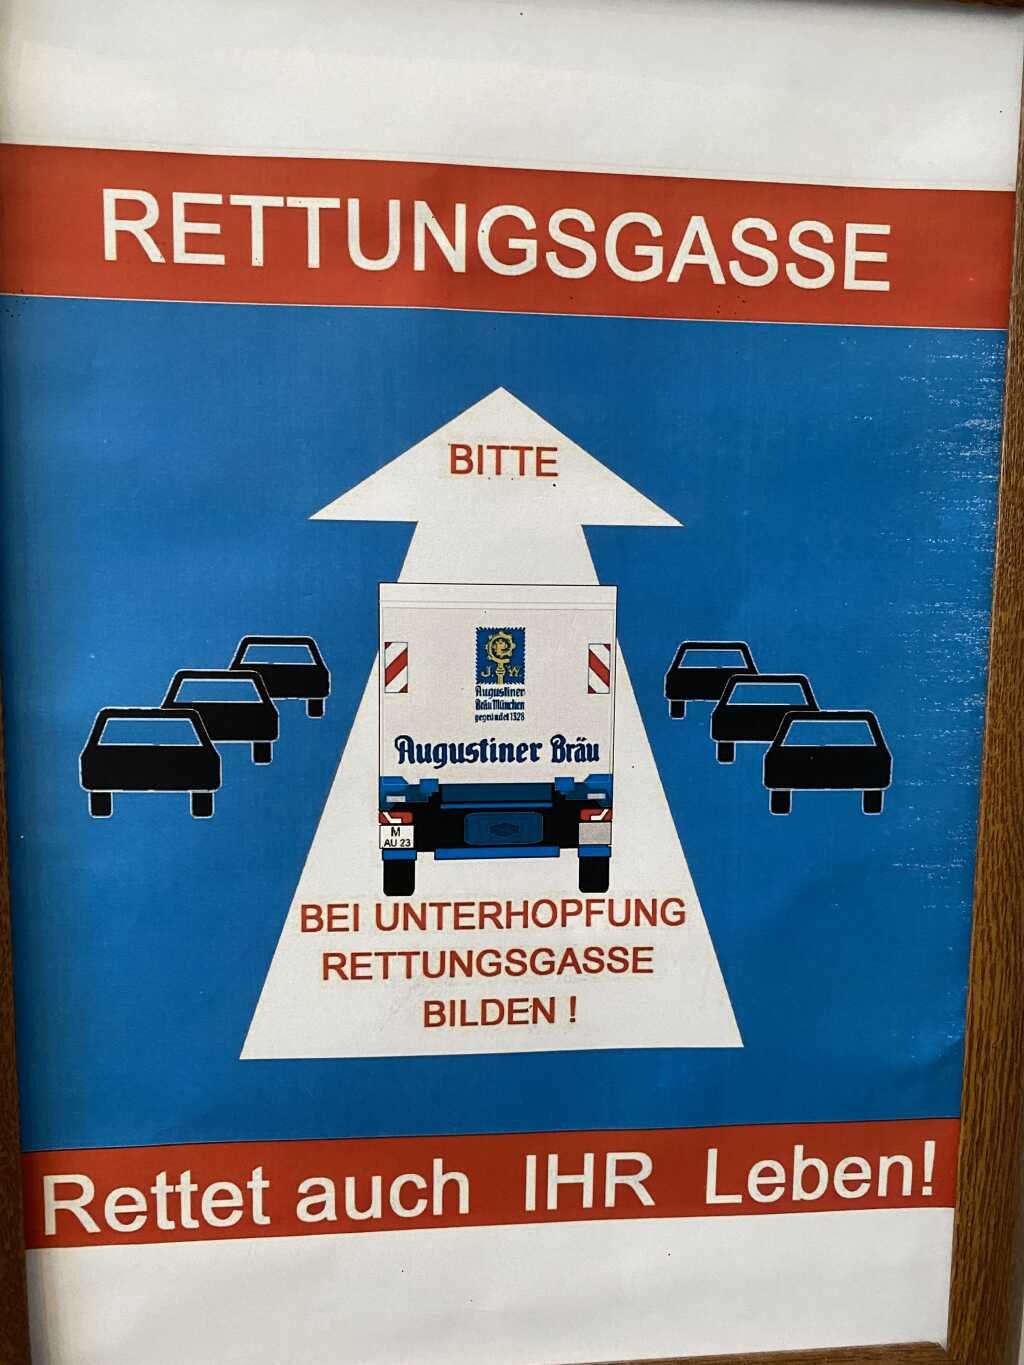 RETTUNGSGASSE
BITTE
J. W.
Augustiner
Bräu München
gegründet 1328
Augustiner Bräu
M
AU 23
BEI UNTERHOPFUNG
RETTUNGSGASSE
BILDEN !
Rettet auch IHR Leben!